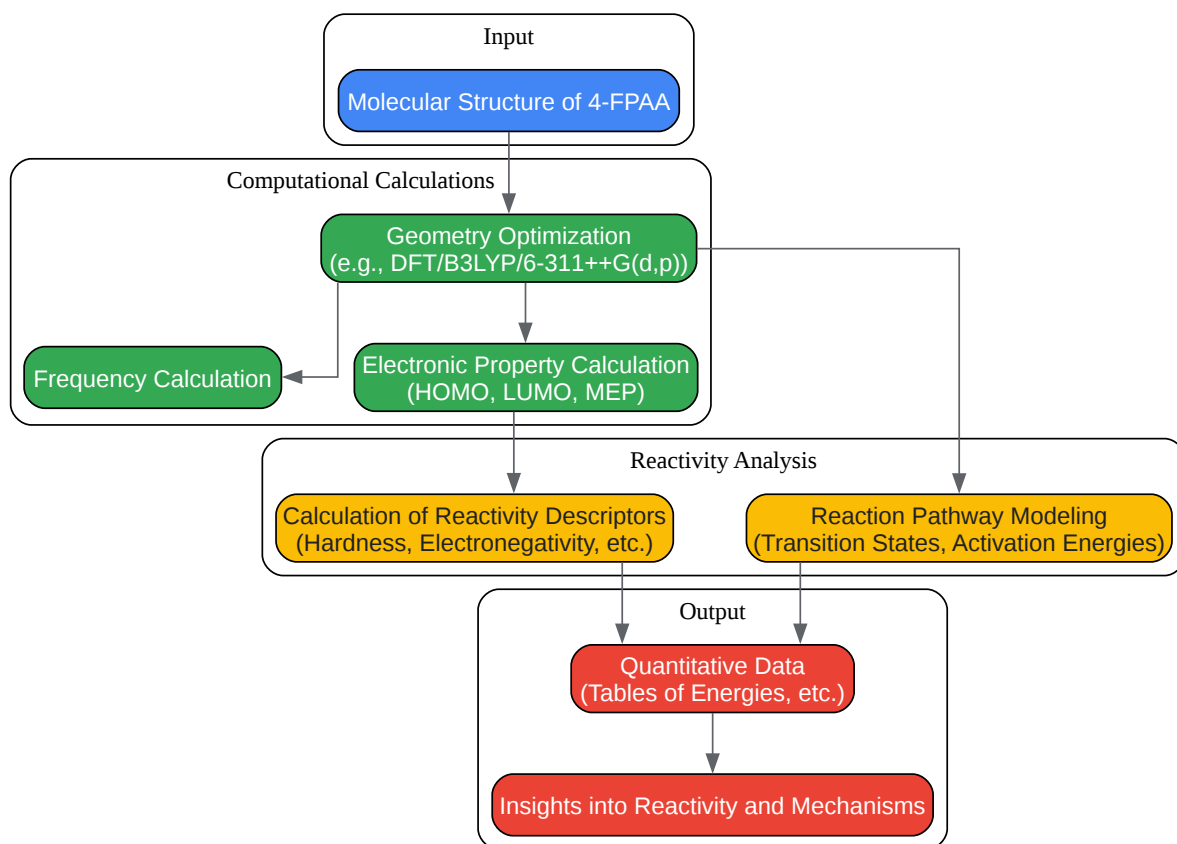 Input
Molecular Structure of 4-FPAA
Computational Calculations
Geometry Optimization
(e.g., DFT/B3LYP/6-311++G(d,p))
Frequency Calculation
Electronic Property Calculation
(HOMO, LUMO, MEP)
Reactivity Analysis
Calculation of Reactivity Descriptors
(Hardness, Electronegativity, etc.)
Reaction Pathway Modeling
(Transition States, Activation Energies)
Output
Quantitative Data
(Tables of Energies, etc.)
Insights into Reactivity and Mechanisms